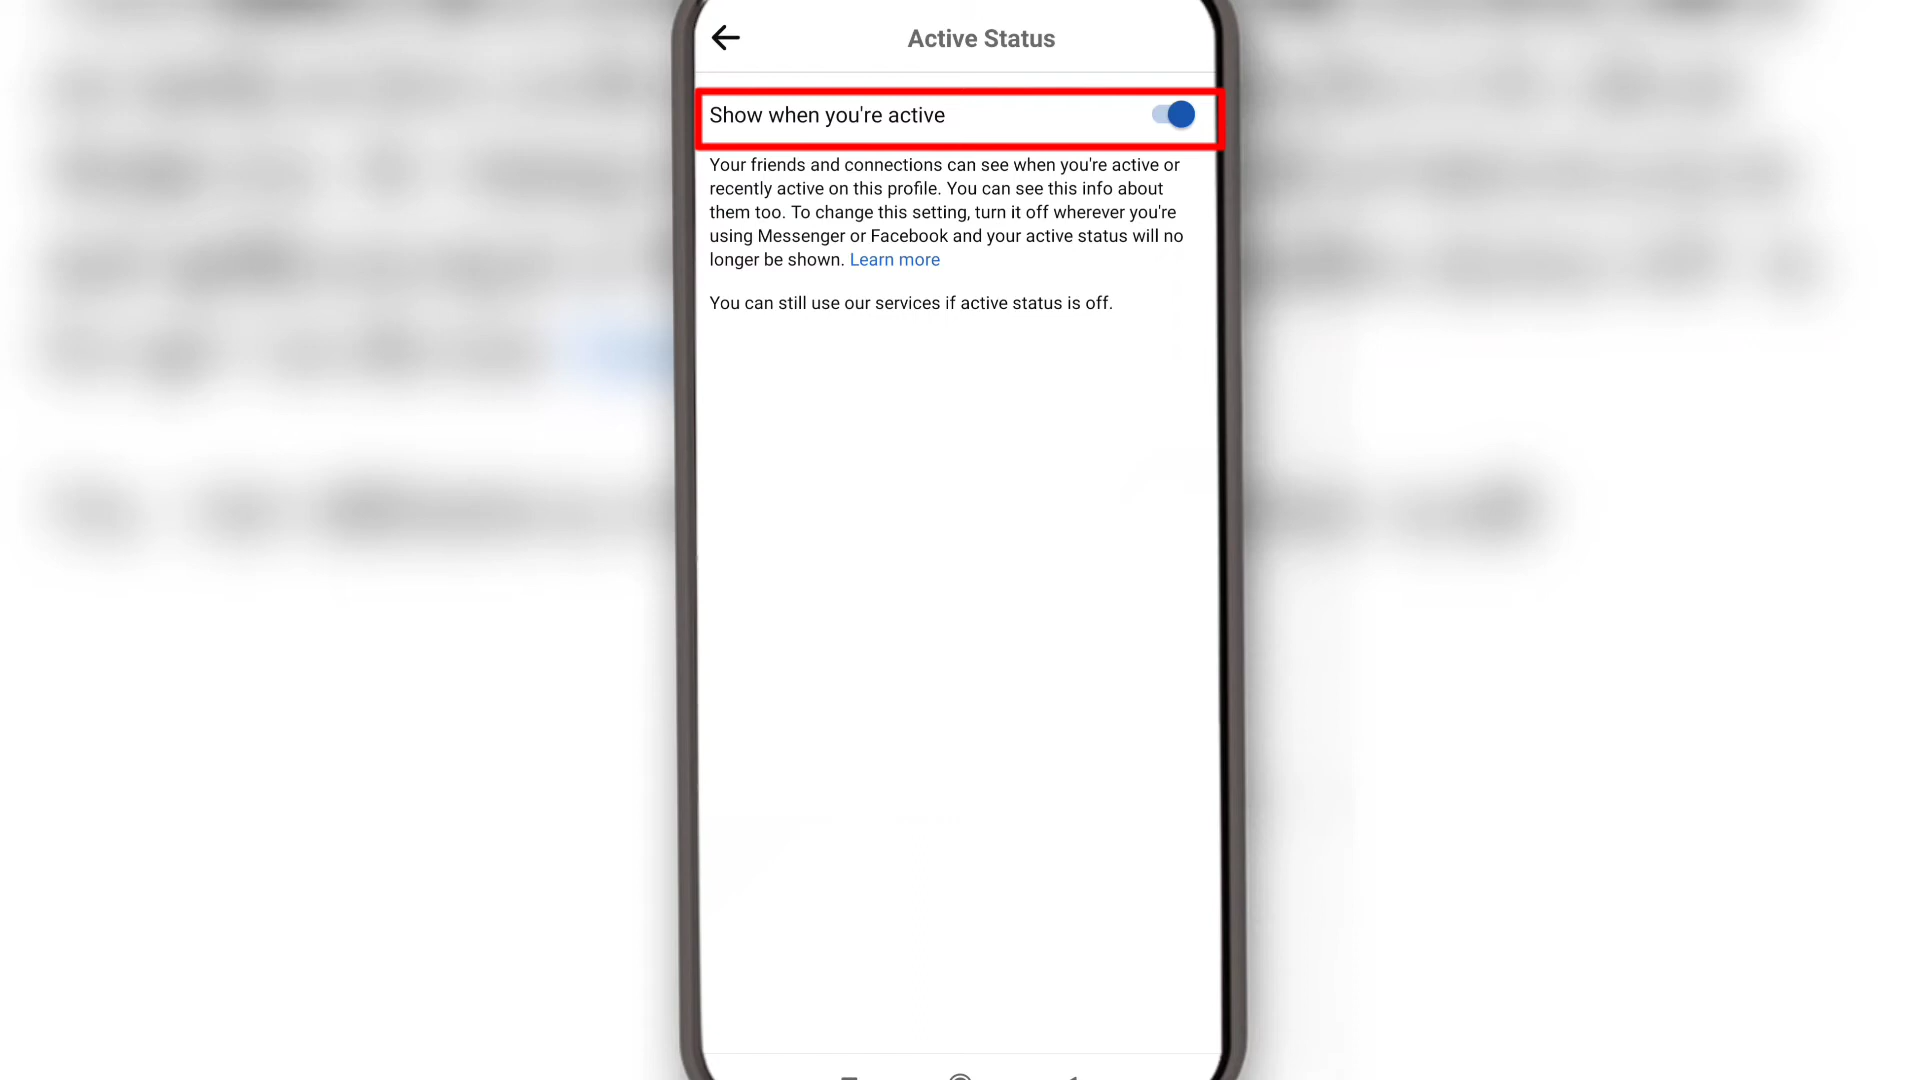 Active Status
Show when you're active
Your friends and connections can see when you're active or
recently active on this profile. You can see this info about
them too. To change this setting, turn it off wherever you're
using Messenger or Facebook and your active status will no
longer be shown. Learn more
You can still use our services if active status is off.